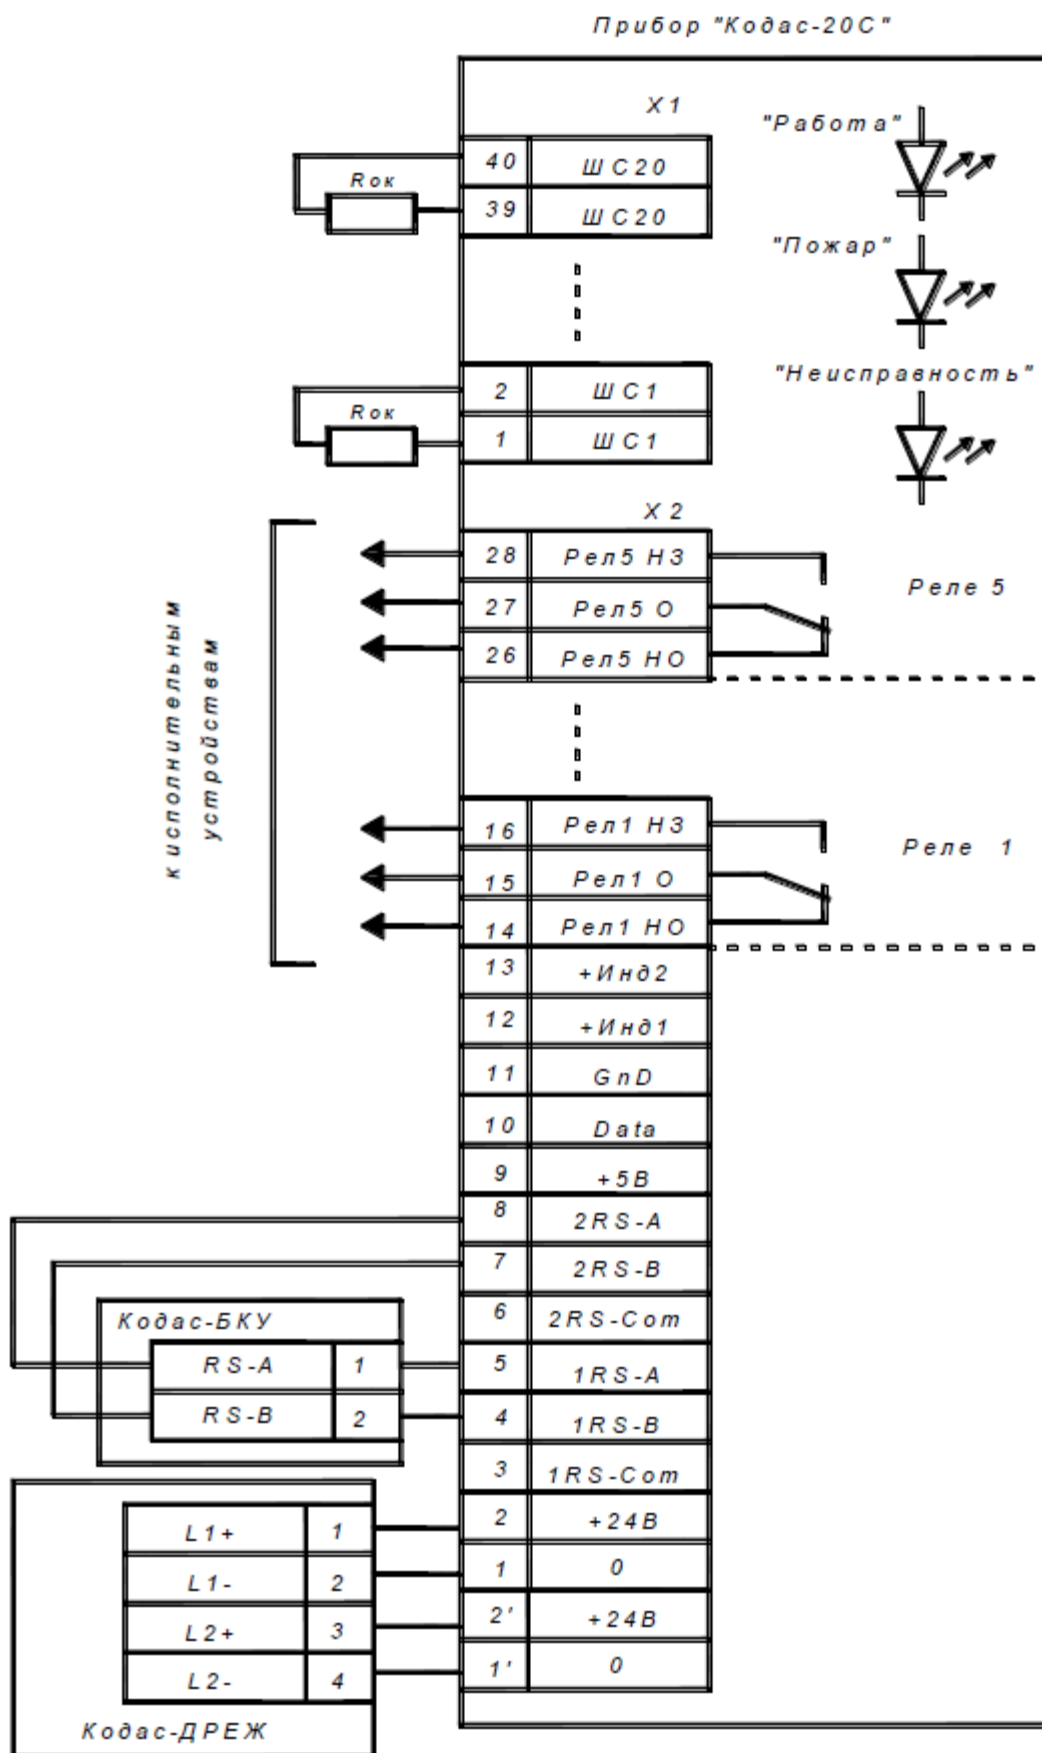 Прибор "Кодас-20С"
X1
"Работа"
40 ШС20
Rок
39 ШС20
"Пожар"
"Неисправность"
2 ШС1
Rок
1 ШС1
X2
28 Рел5 НЗ
Реле 5
27 Рел5 О
26 Рел5 НО
к исполнительным
устройствам
16 Рел1 НЗ
Реле 1
15 Рел1 О
14 Рел1 НО
13 +Инд2
12 +Инд1
11 GnD
10 Data
9 +5В
8 2RS-A
7 2RS-B
6 2RS-Com
Кодас-БКУ
RS-A 1
5 1RS-A
RS-B 2
4 1RS-B
3 1RS-Com
2 +24В
L1+ 1
1 0
L1- 2
2' +24В
L2+ 3
1' 0
L2- 4
Кодас-ДРЕЖ